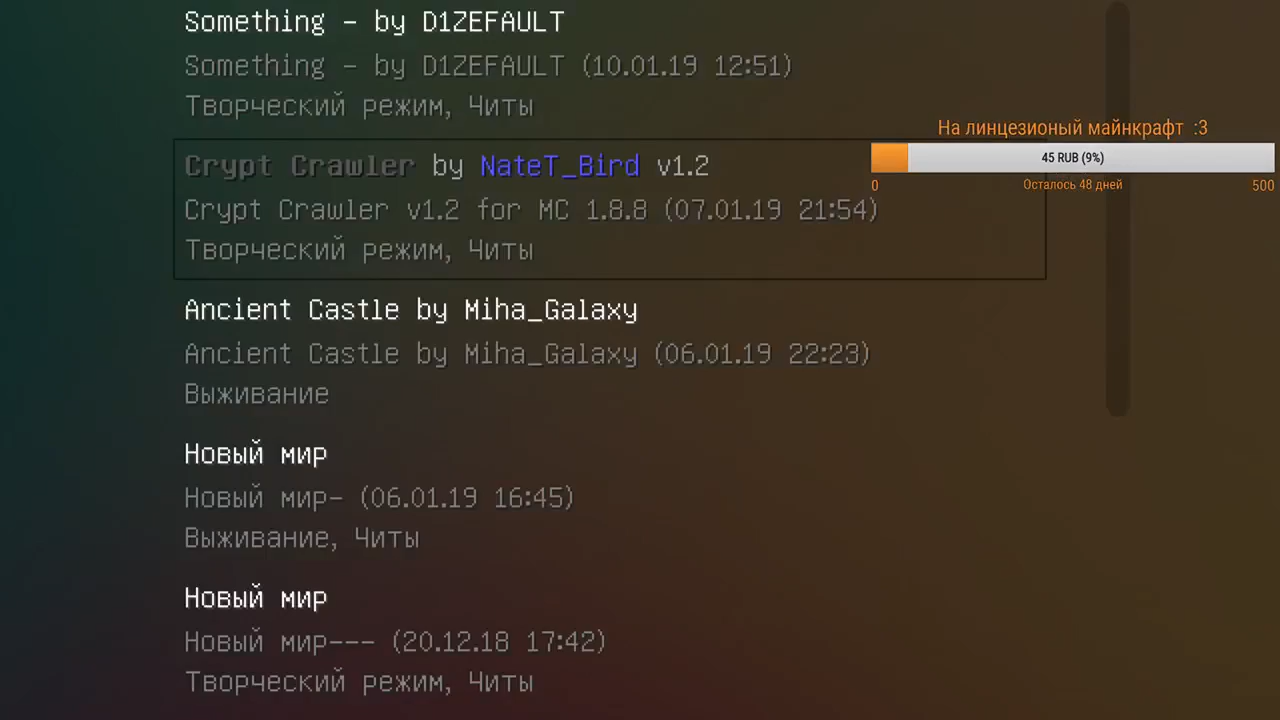 Something - by D1ZEFAULT
Something - by D1ZEFAULT (10.01.19 12:51)
Творческий режим, Читы
На линцезионый майнкрафт :3
45 RUB (9%)
0 Осталось 48 дней 500
Crypt Crawler by NateT_Bird v1.2
Crypt Crawler v1.2 for MC 1.8.8 (07.01.19 21:54)
Творческий режим, Читы
Ancient Castle by Miha_Galaxy
Ancient Castle by Miha_Galaxy (06.01.19 22:23)
Выживание
Новый мир
Новый мир- (06.01.19 16:45)
Выживание, Читы
Новый мир
Новый мир--- (20.12.18 17:42)
Творческий режим, Читы